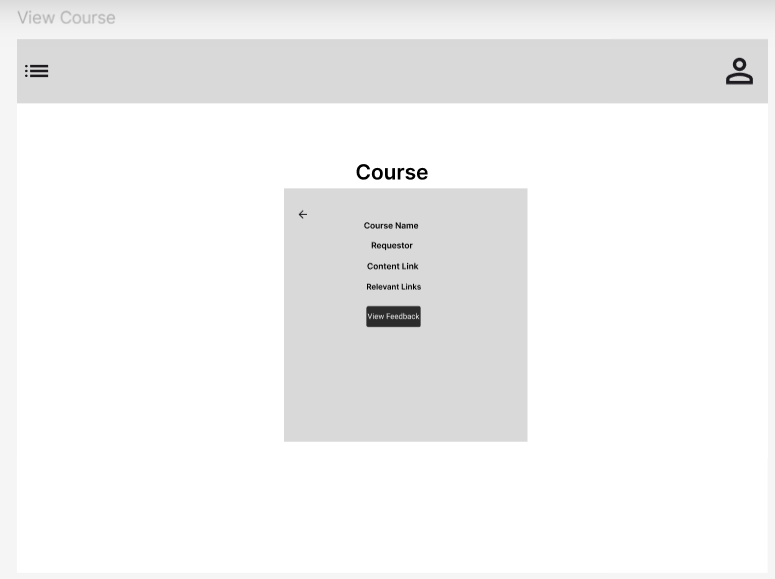 View Course
Course
Course Name
Requestor
Content Link
Relevant Links
View Feedback